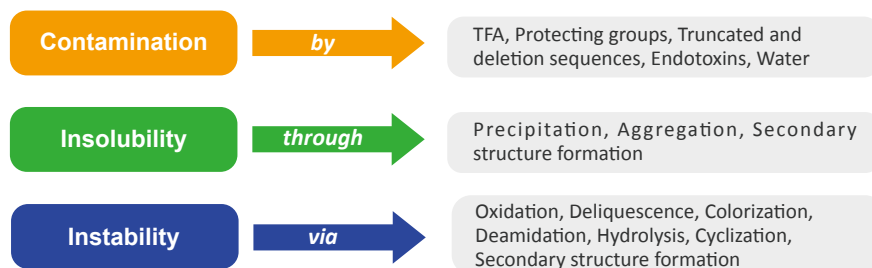 Contamination
by
TFA, Protecting groups, Truncated and
deletion sequences, Endotoxins, Water
Insolubility
through
Precipitation, Aggregation, Secondary
structure formation
Instability
via
Oxidation, Deliquescence, Colorization,
Deamidation, Hydrolysis, Cyclization,
Secondary structure formation